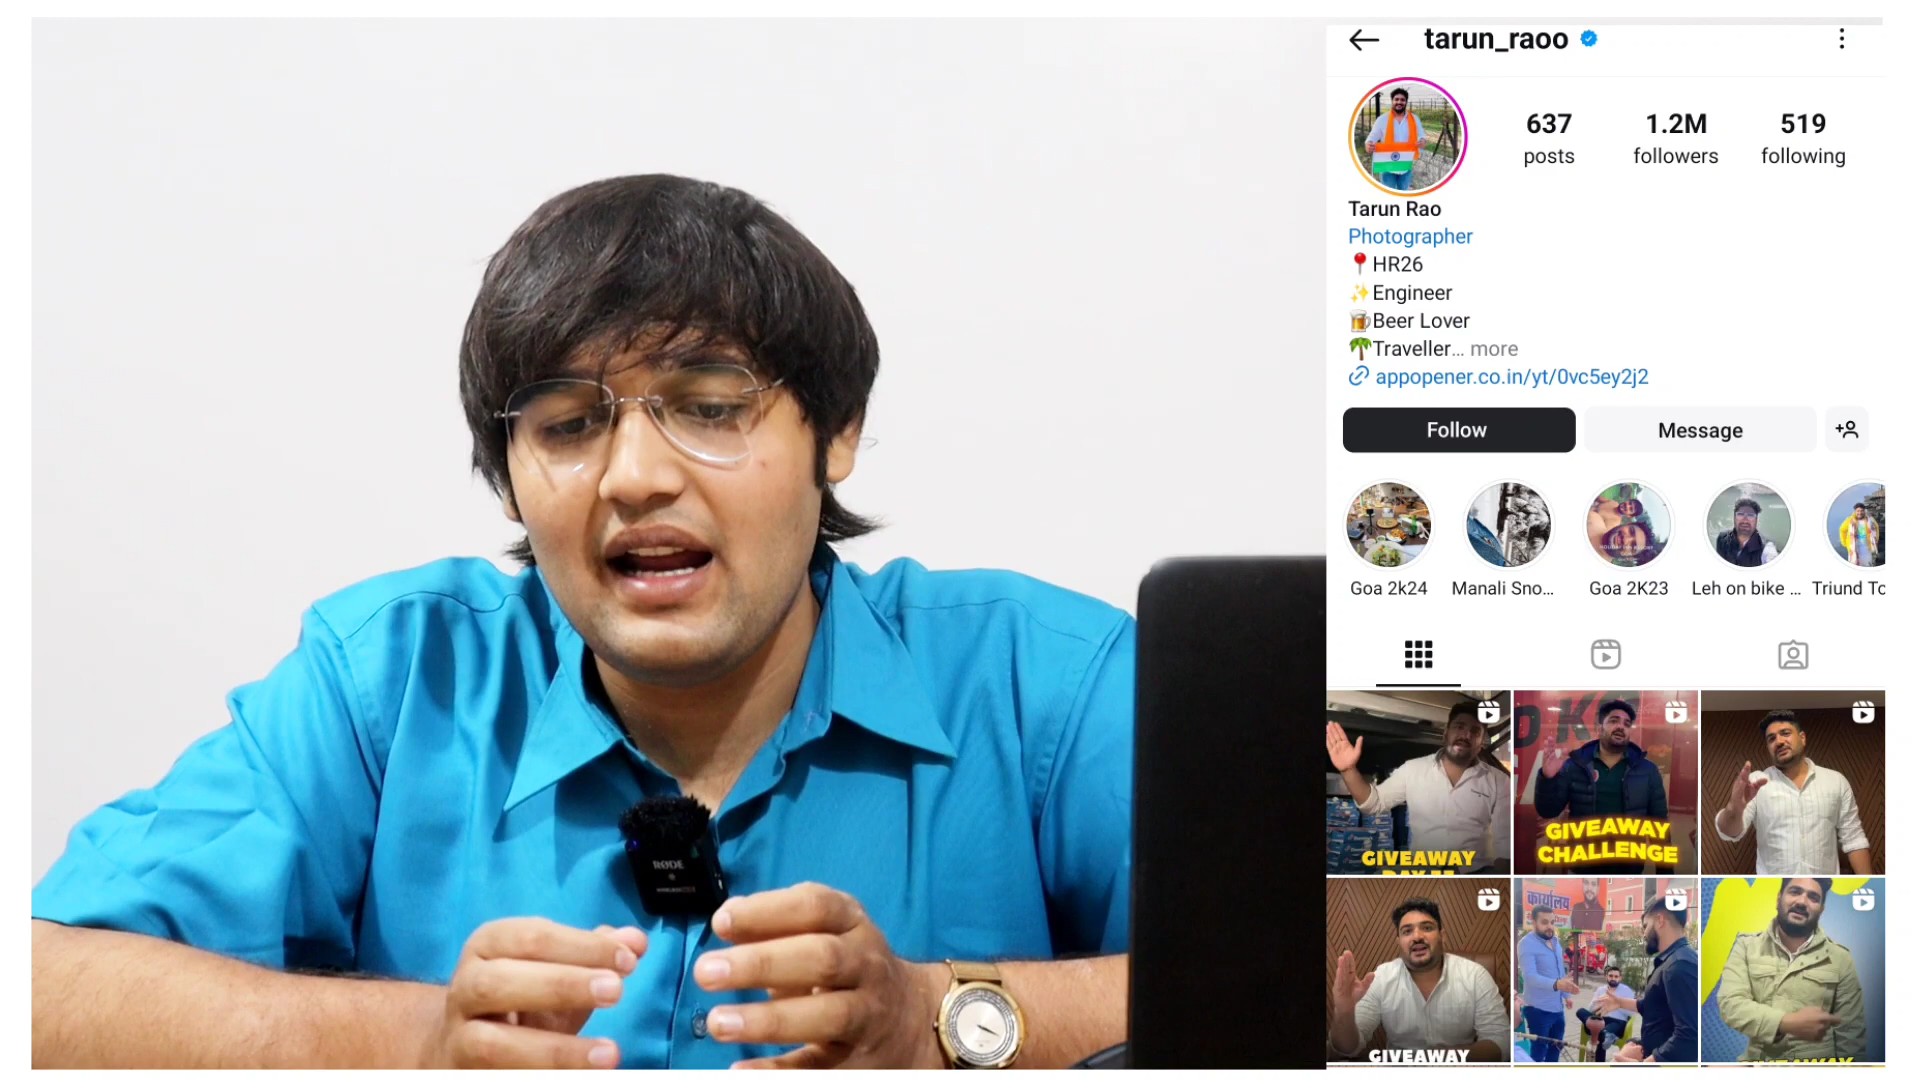 tarun_raoo
637
posts
1.2M
followers
519
following
Tarun Rao
Photographer
📍HR26
✨Engineer
🍺Beer Lover
🌴Traveller... more
appopener.co.in/yt/0vc5ey2j2
Follow
Message
Goa 2k24
Manali Sno...
Goa 2K23
Leh on bike ...
Triund To
GIVEAWAY
GIVEAWAY
CHALLENGE
GIVEAWAY
कार्यालय
RØDE